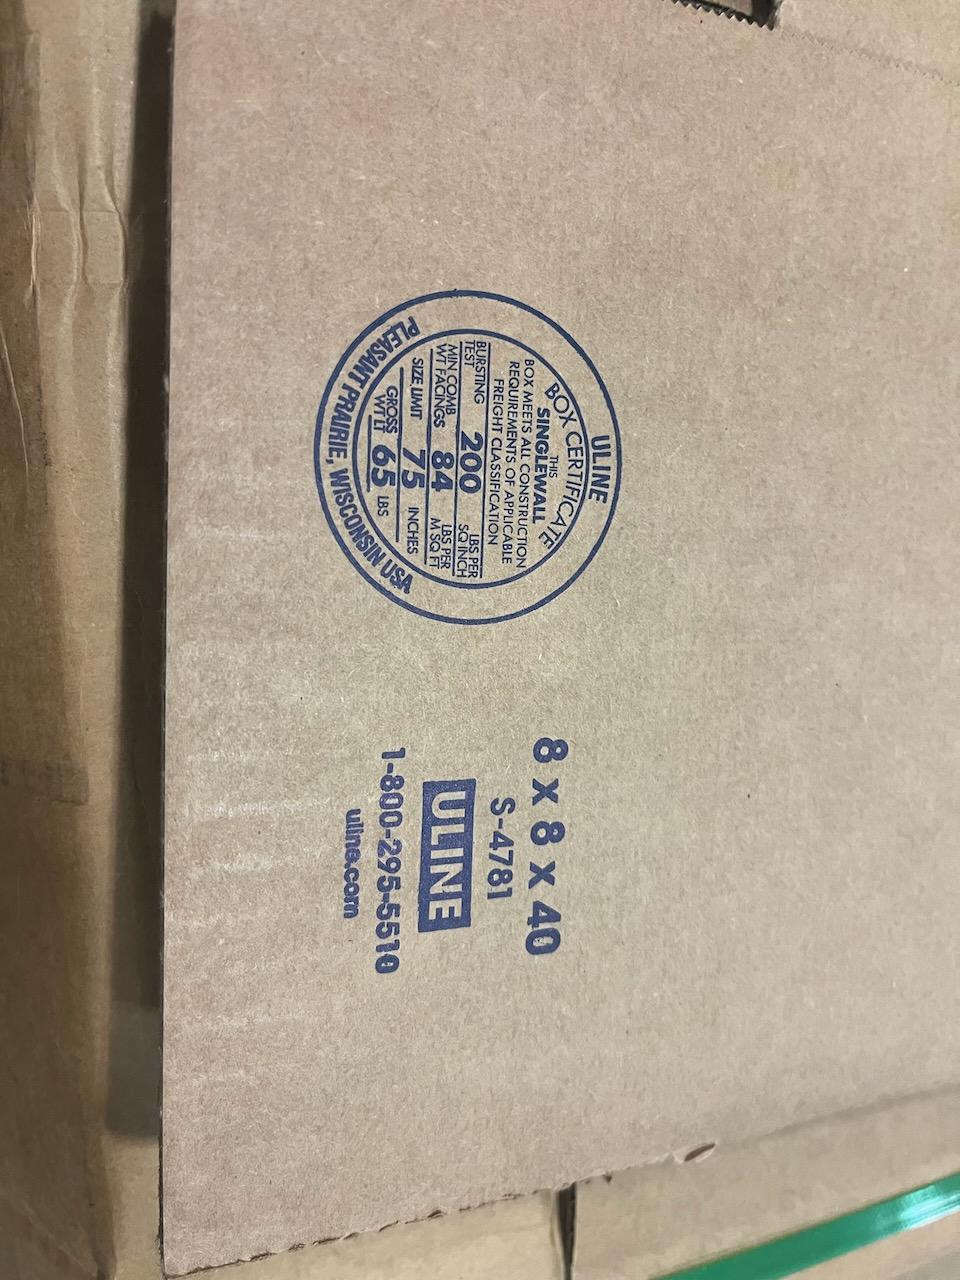 ULINE
BOX CERTIFICATE
THIS
SINGLEWALL
BOX MEETS ALL CONSTRUCTION
REQUIREMENTS OF APPLICABLE
FREIGHT CLASSIFICATION
BURSTING TEST 200 LBS PER SQ INCH
MIN COMB WT FACINGS 84 LBS PER M SQ FT
SIZE LIMIT 75 INCHES
GROSS WT LT 65 LBS
PLEASANT PRAIRIE, WISCONSIN USA
8 x 8 x 40
S-4781
ULINE
1-800-295-5510
uline.com